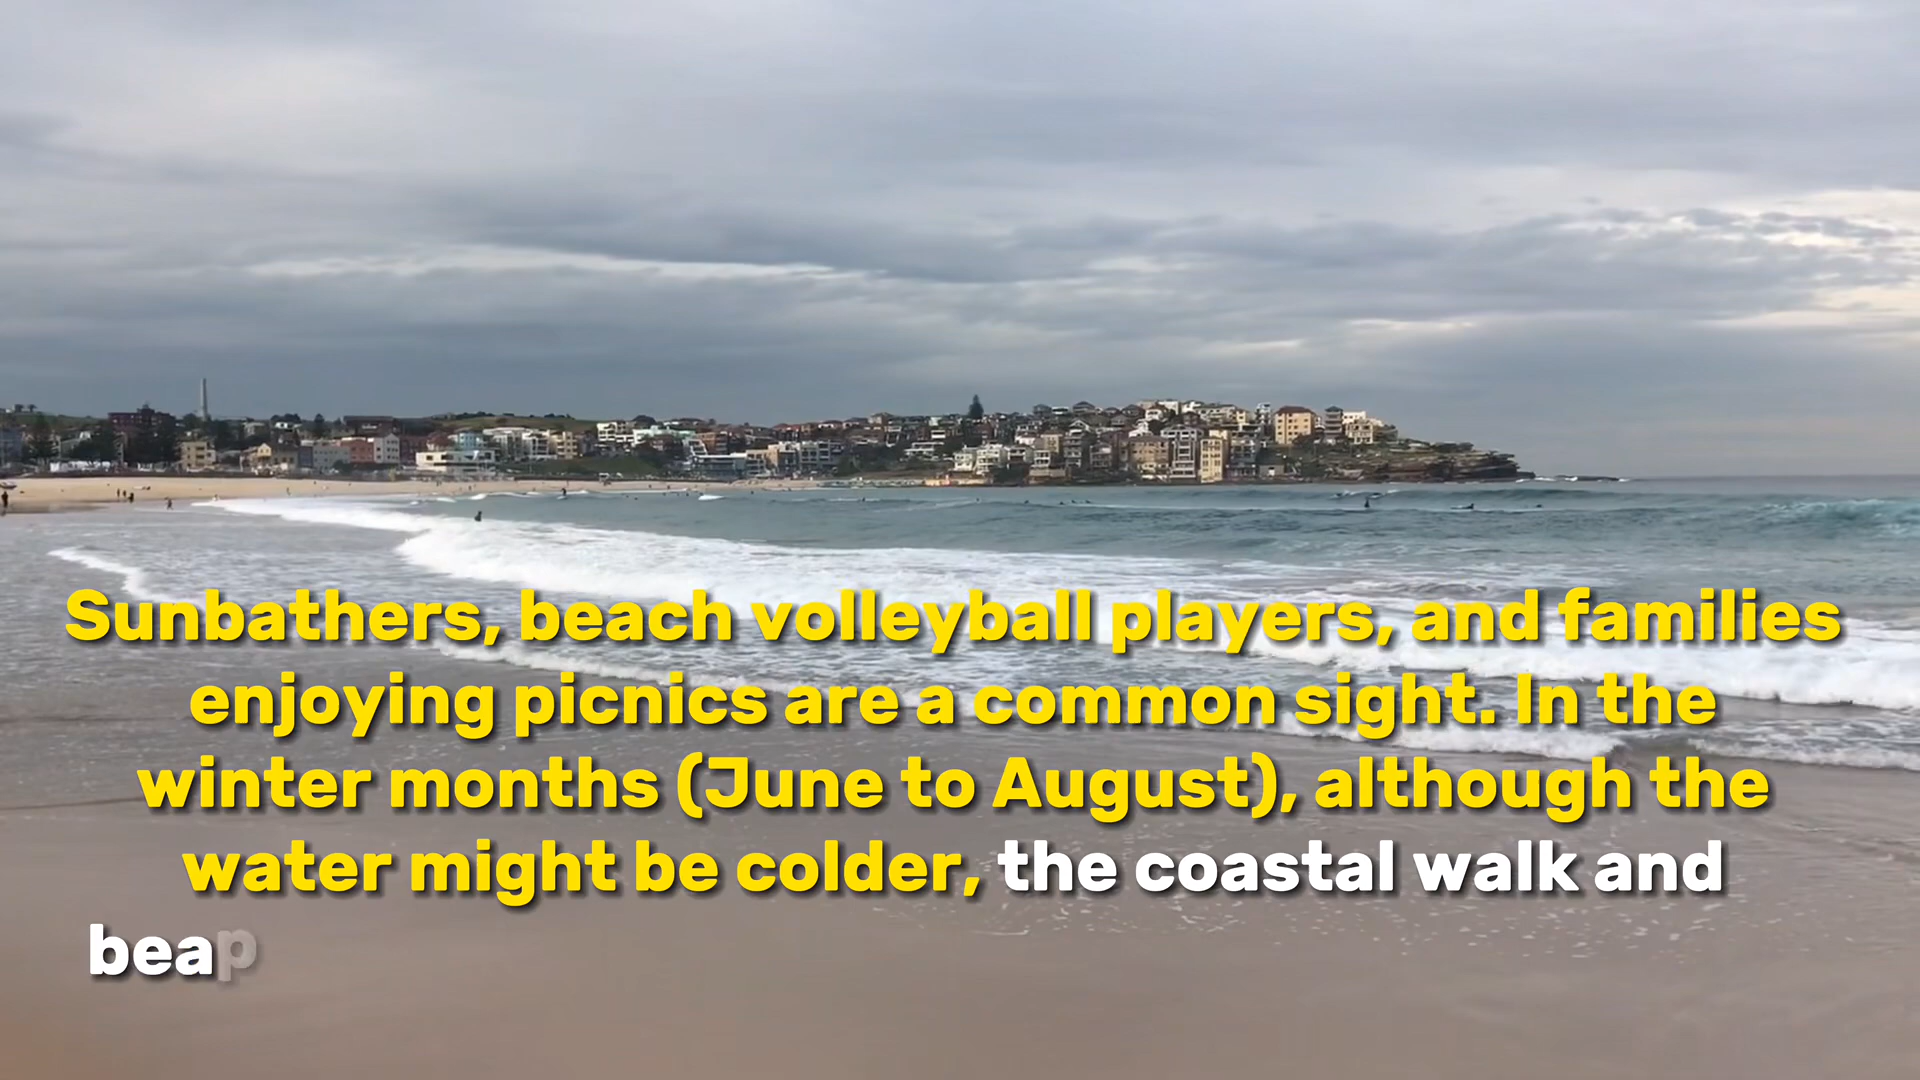 Sunbathers, beach volleyball players, and families
enjoying picnics are a common sight. In the
winter months (June to August), although the
water might be colder, the coastal walk and
beap